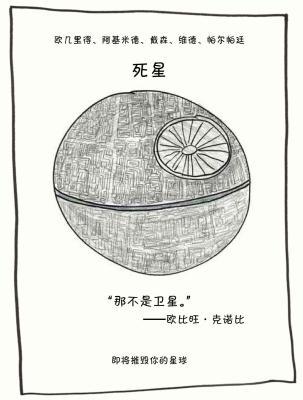 欧几里得、阿基米德、戴森、维德、帕尔帕廷
死星
“那不是卫星。”
——欧比旺·克诺比
即将摧毁你的星球